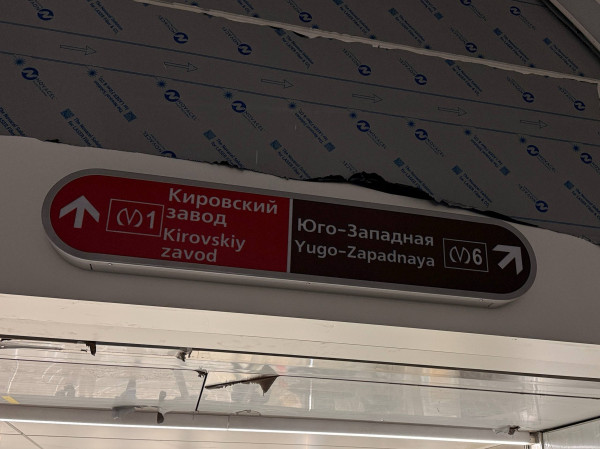 1
Кировский
завод
Kirovskiy
zavod
Юго-Западная
Yugo-Zapadnaya
6